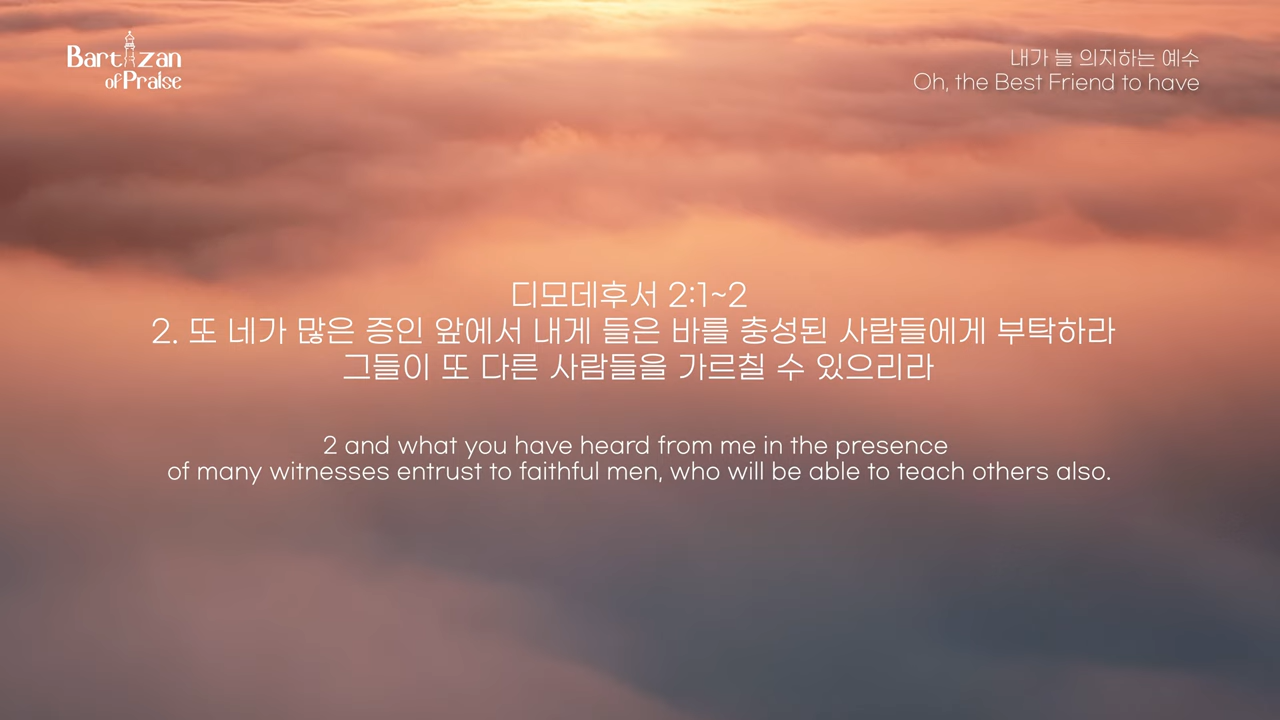 Bartizan
of Praise
내가 늘 의지하는 예수
Oh, the Best Friend to have
디모데후서 2:1~2
2. 또 네가 많은 증인 앞에서 내게 들은 바를 충성된 사람들에게 부탁하라
그들이 또 다른 사람들을 가르칠 수 있으리라
2 and what you have heard from me in the presence
of many witnesses entrust to faithful men, who will be able to teach others also.